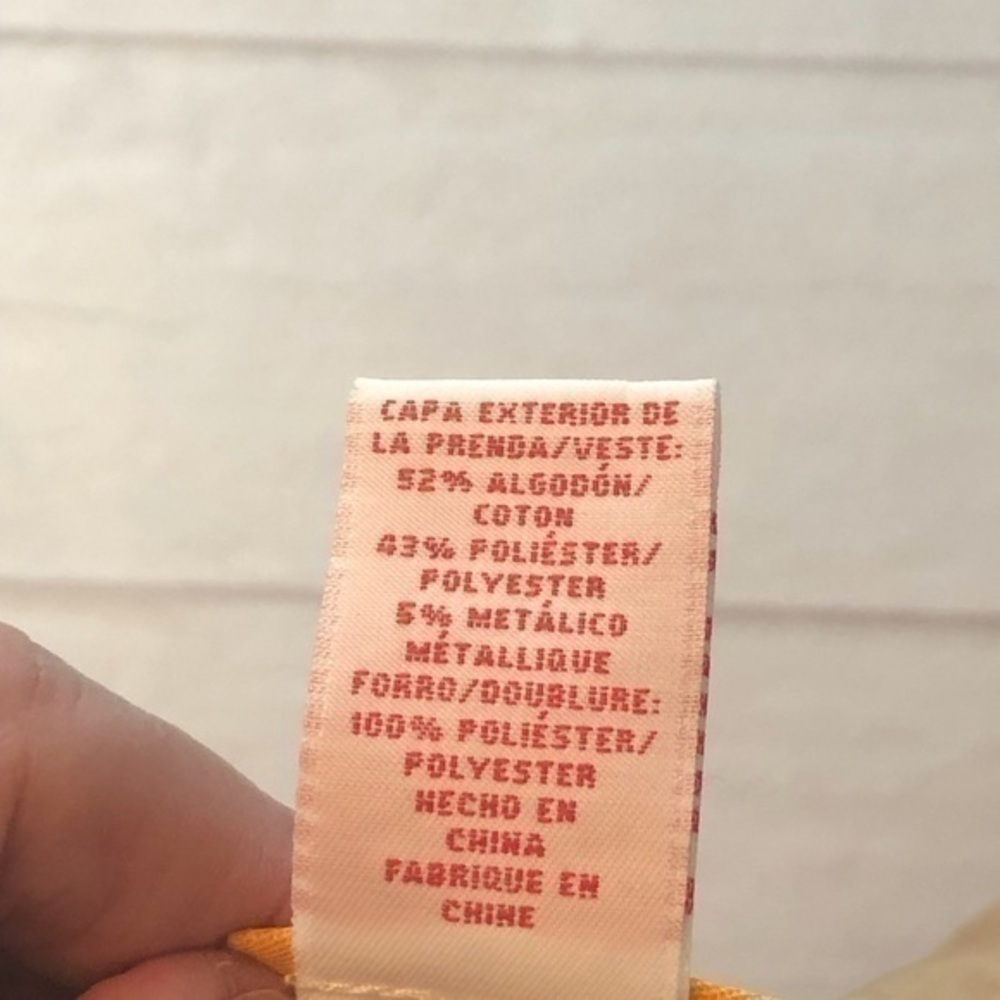 CAPA EXTERIOR DE
LA PRENDA/VESTE:
52% ALGODÓN/
COTON
43% POLIÉSTER/
POLYESTER
5% METÁLICO
MÉTALLIQUE
FORRO/DOUBLURE:
100% POLIÉSTER/
POLYESTER
HECHO EN
CHINA
FABRIQUE EN
CHINE